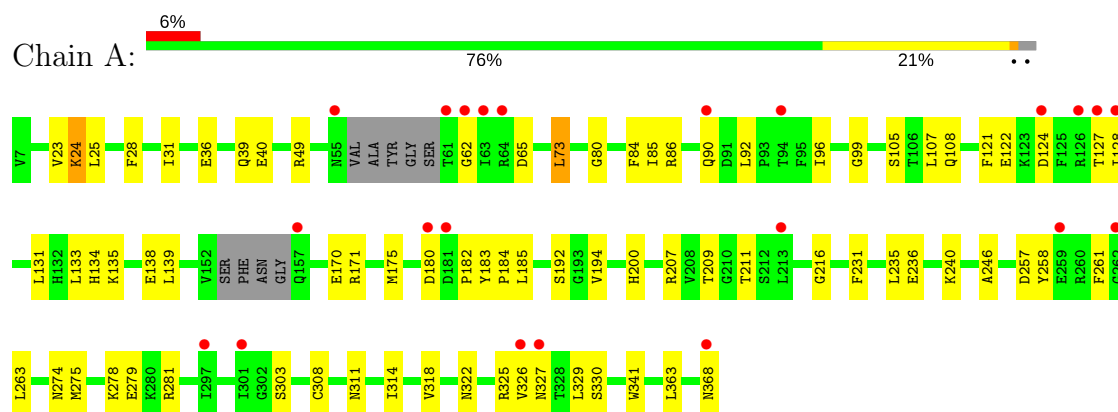 6%
Chain A:
76% 21% ••
V7 V23 K24 L25 F28 I31 E36 Q39 E40 R49 N55 VAL ALA TYR GLY SER T61 G62 I63 R64 D65 L73 G80 F84 I85 R86 Q90 D91 L92 P93 T94 F95 I96 G99 S105 T106 L107 Q108 F121 E122 K123 D124 F125 R126 T127
L131 H132 L133 H134 K135 E138 L139 V152 SER PHE ASN GLY Q157 E170 R171 M175 D180 D181 P182 Y183 P184 L185 S192 G193 V194 H200 R207 V208 T209 G210 T211 S212 L213 G216 F231 L235 E236 K240 A246 D257 Y258 E259 R260 F261
L263 N274 M275 K278 E279 K280 R281 I297 I301 G302 S303 C308 N311 I314 V318 N322 R325 V326 N327 T328 L329 S330 W341 L363 N368